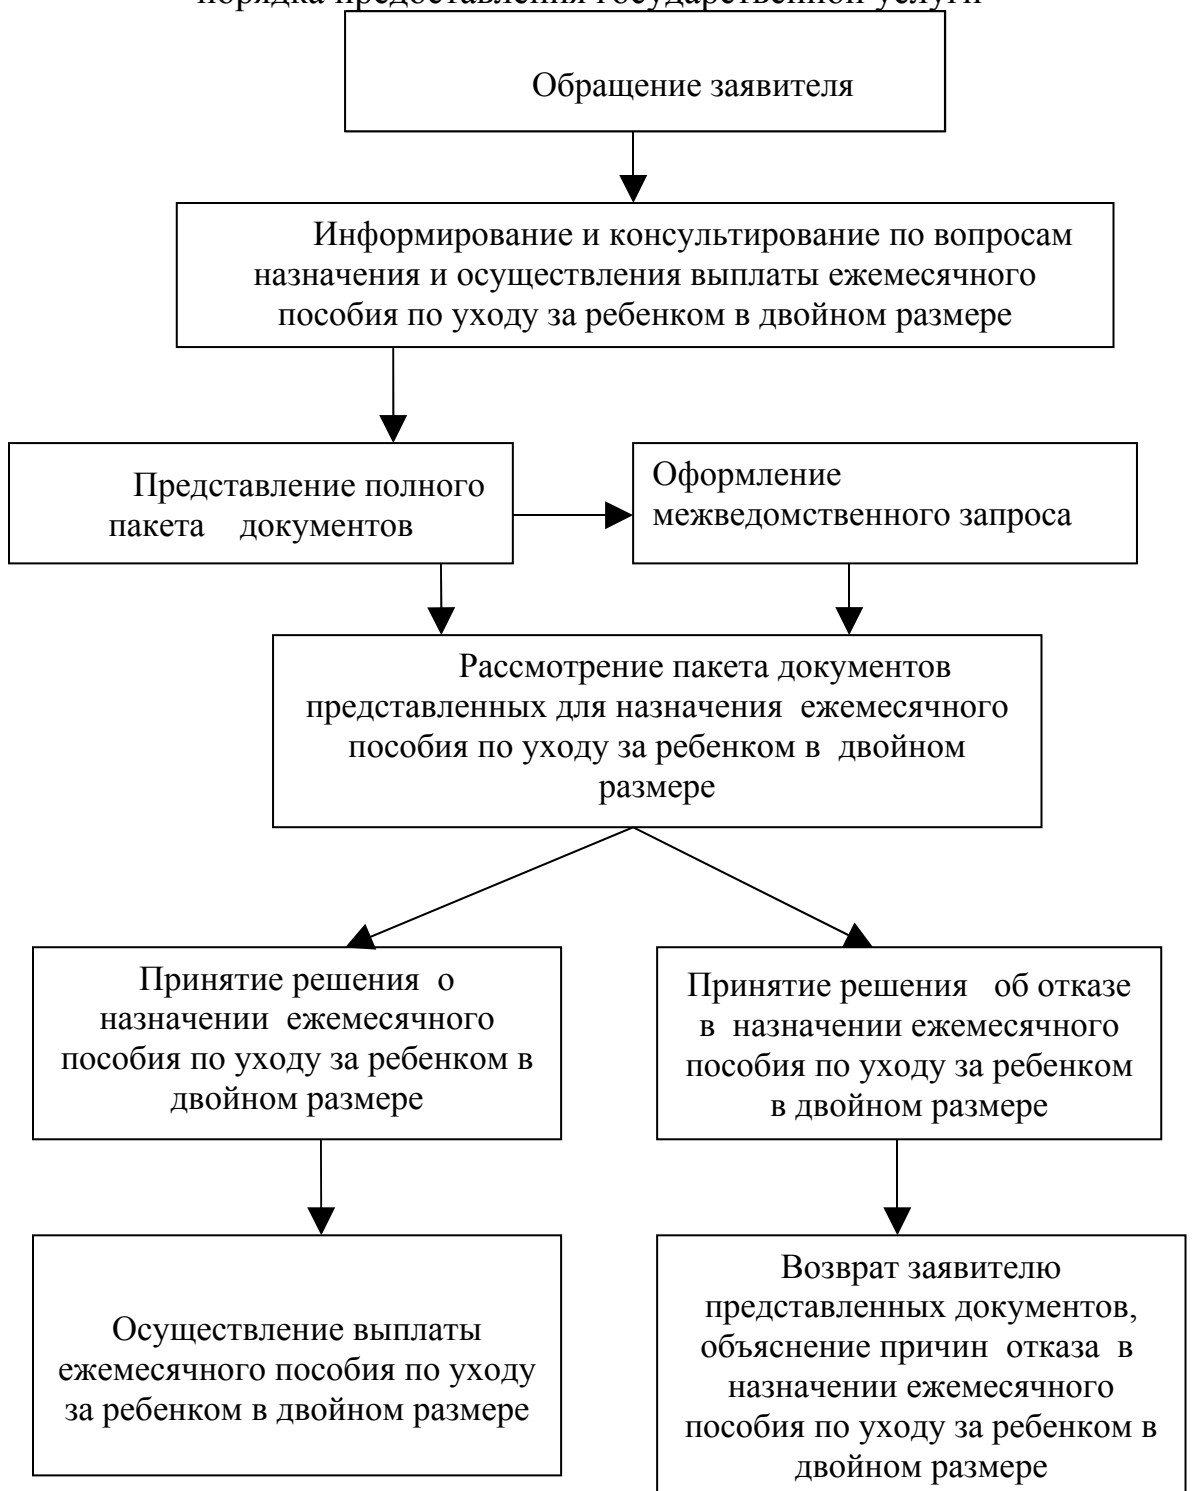 порядка предоставления государственной услуги
Обращение заявителя
Информирование и консультирование по вопросам
назначения и осуществления выплаты ежемесячного
пособия по уходу за ребенком в двойном размере
Представление полного
пакета документов
Оформление
межведомственного запроса
Рассмотрение пакета документов
представленных для назначения ежемесячного
пособия по уходу за ребенком в двойном
размере
Принятие решения о
назначении ежемесячного
пособия по уходу за ребенком в
двойном размере
Принятие решения об отказе
в назначении ежемесячного
пособия по уходу за ребенком
в двойном размере
Осуществление выплаты
ежемесячного пособия по уходу
за ребенком в двойном размере
Возврат заявителю
представленных документов,
объяснение причин отказа в
назначении ежемесячного
пособия по уходу за ребенком в
двойном размере